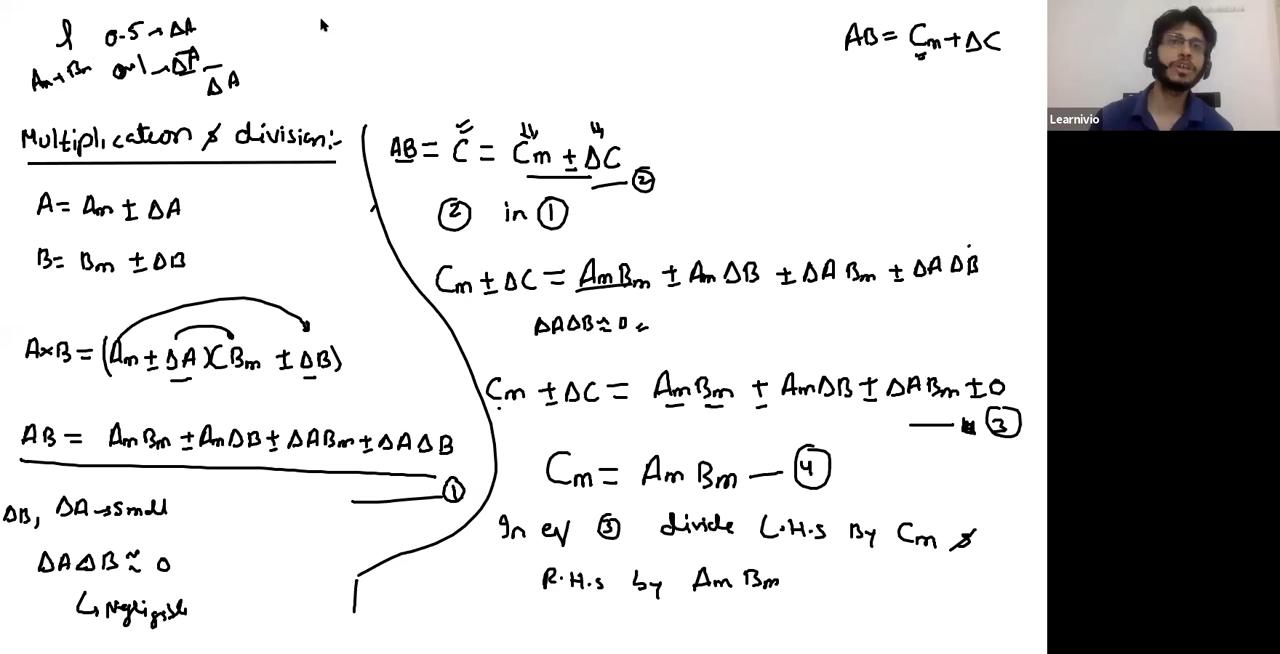 l 0.5 → ΔA
Am+Bm
ΔA
Multiplication & division:-
A = Am ± ΔA
B = Bm ± ΔB
A×B = (Am ± ΔA)(Bm ± ΔB)
AB = AmBm ± AmΔB ± ΔABm ± ΔAΔB
①
ΔB, ΔA → Small
ΔAΔB ≈ 0
↳ Negligible
AB = Cm + ΔC
AB = C = Cm ± ΔC
②
② in ①
Cm ± ΔC = AmBm ± AmΔB ± ΔABm ± ΔAΔB
ΔAΔB ≈ 0
Cm ± ΔC = AmBm ± AmΔB ± ΔABm ± 0
— ③
Cm = AmBm — ④
In eq ③ divide L.H.S By Cm &
R.H.S by AmBm
Learnivio